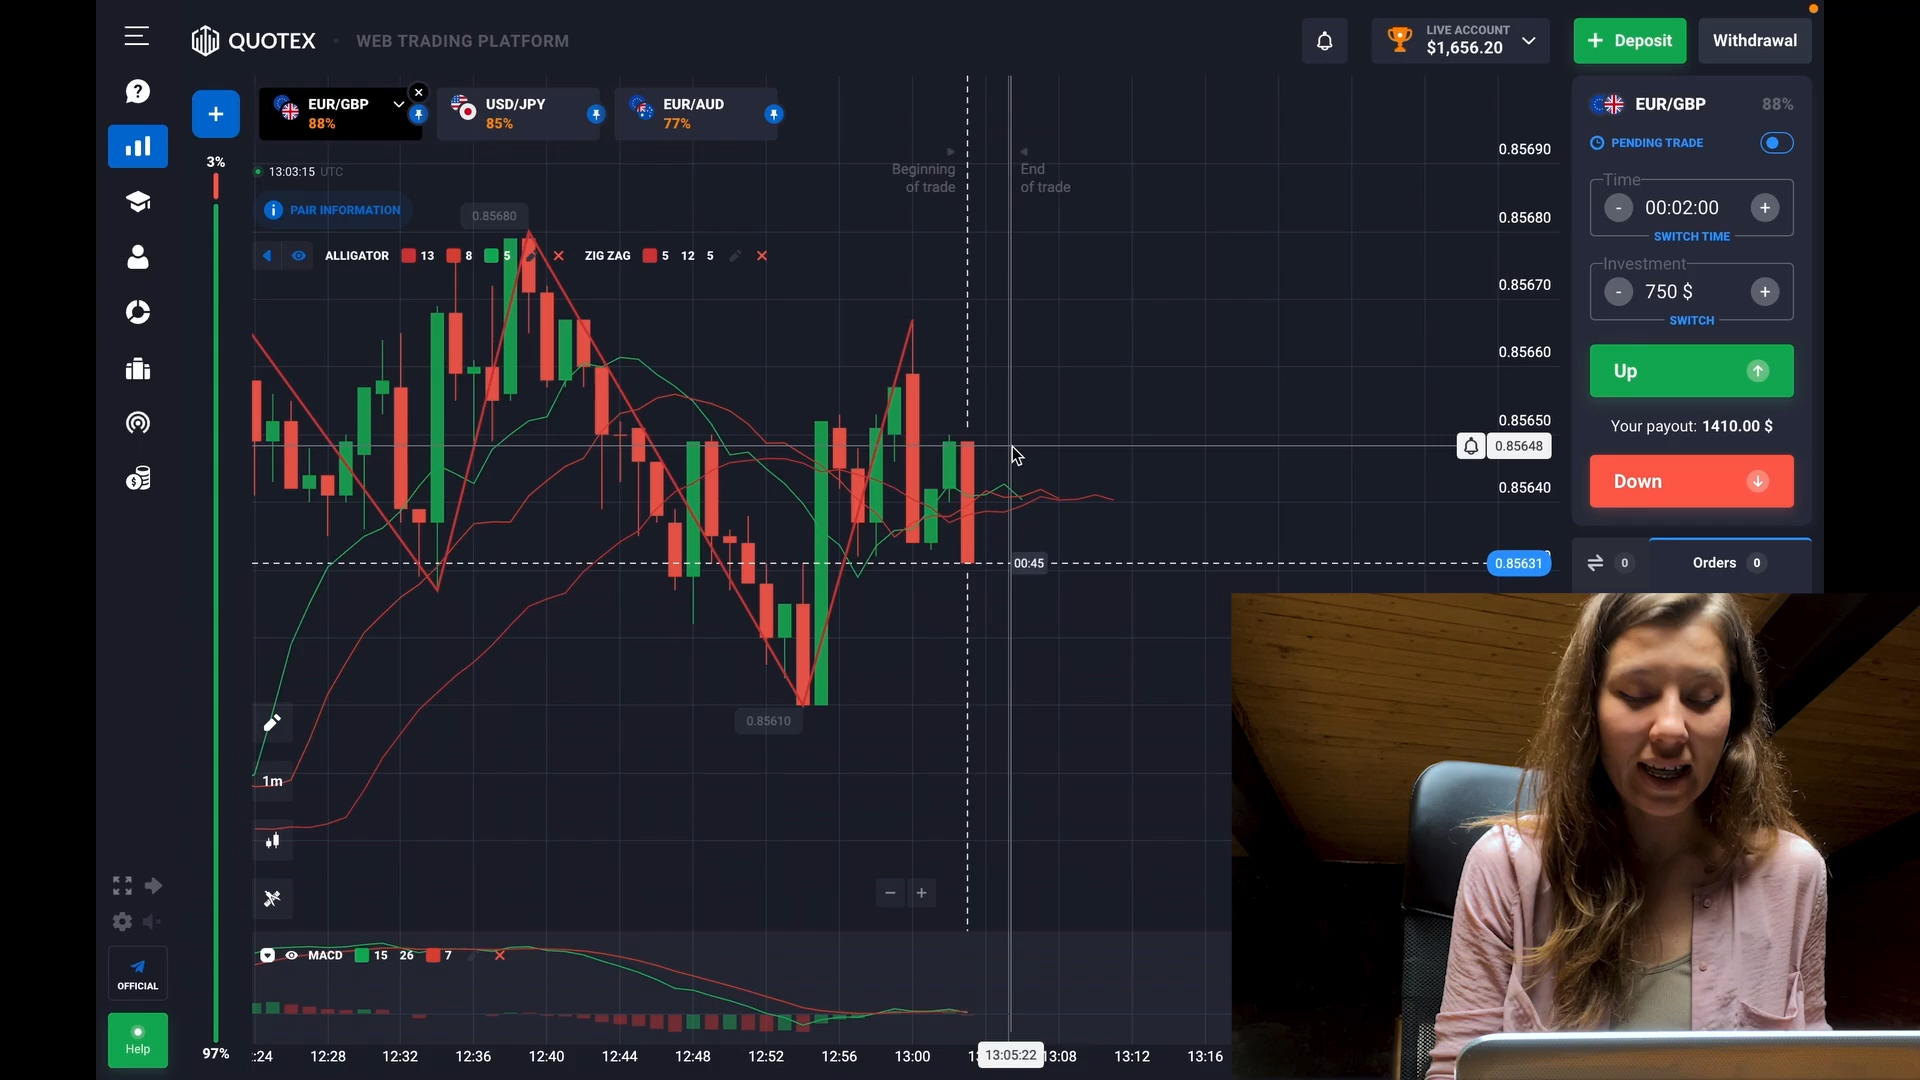 QUOTEX
WEB TRADING PLATFORM
LIVE ACCOUNT
$1,656.20
+ Deposit
Withdrawal
+
EUR/GBP
88%
USD/JPY
85%
EUR/AUD
77%
3%
13:03:15 UTC
PAIR INFORMATION
0.85680
ALLIGATOR 13 8 5
ZIG ZAG 5 12 5
Beginning
of trade
End
of trade
0.85690
0.85680
0.85670
0.85660
0.85650
0.85648
0.85640
00:45
0.85631
0.85610
EUR/GBP 88%
PENDING TRADE
Time
- 00:02:00 +
SWITCH TIME
Investment
- 750 $ +
SWITCH
Up
Your payout: 1410.00 $
Down
0
Orders 0
1m
- +
OFFICIAL
Help
97%
MACD 15 26 7
:24 12:28 12:32 12:36 12:40 12:44 12:48 12:52 12:56 13:00 13:05:22 13:08 13:12 13:16